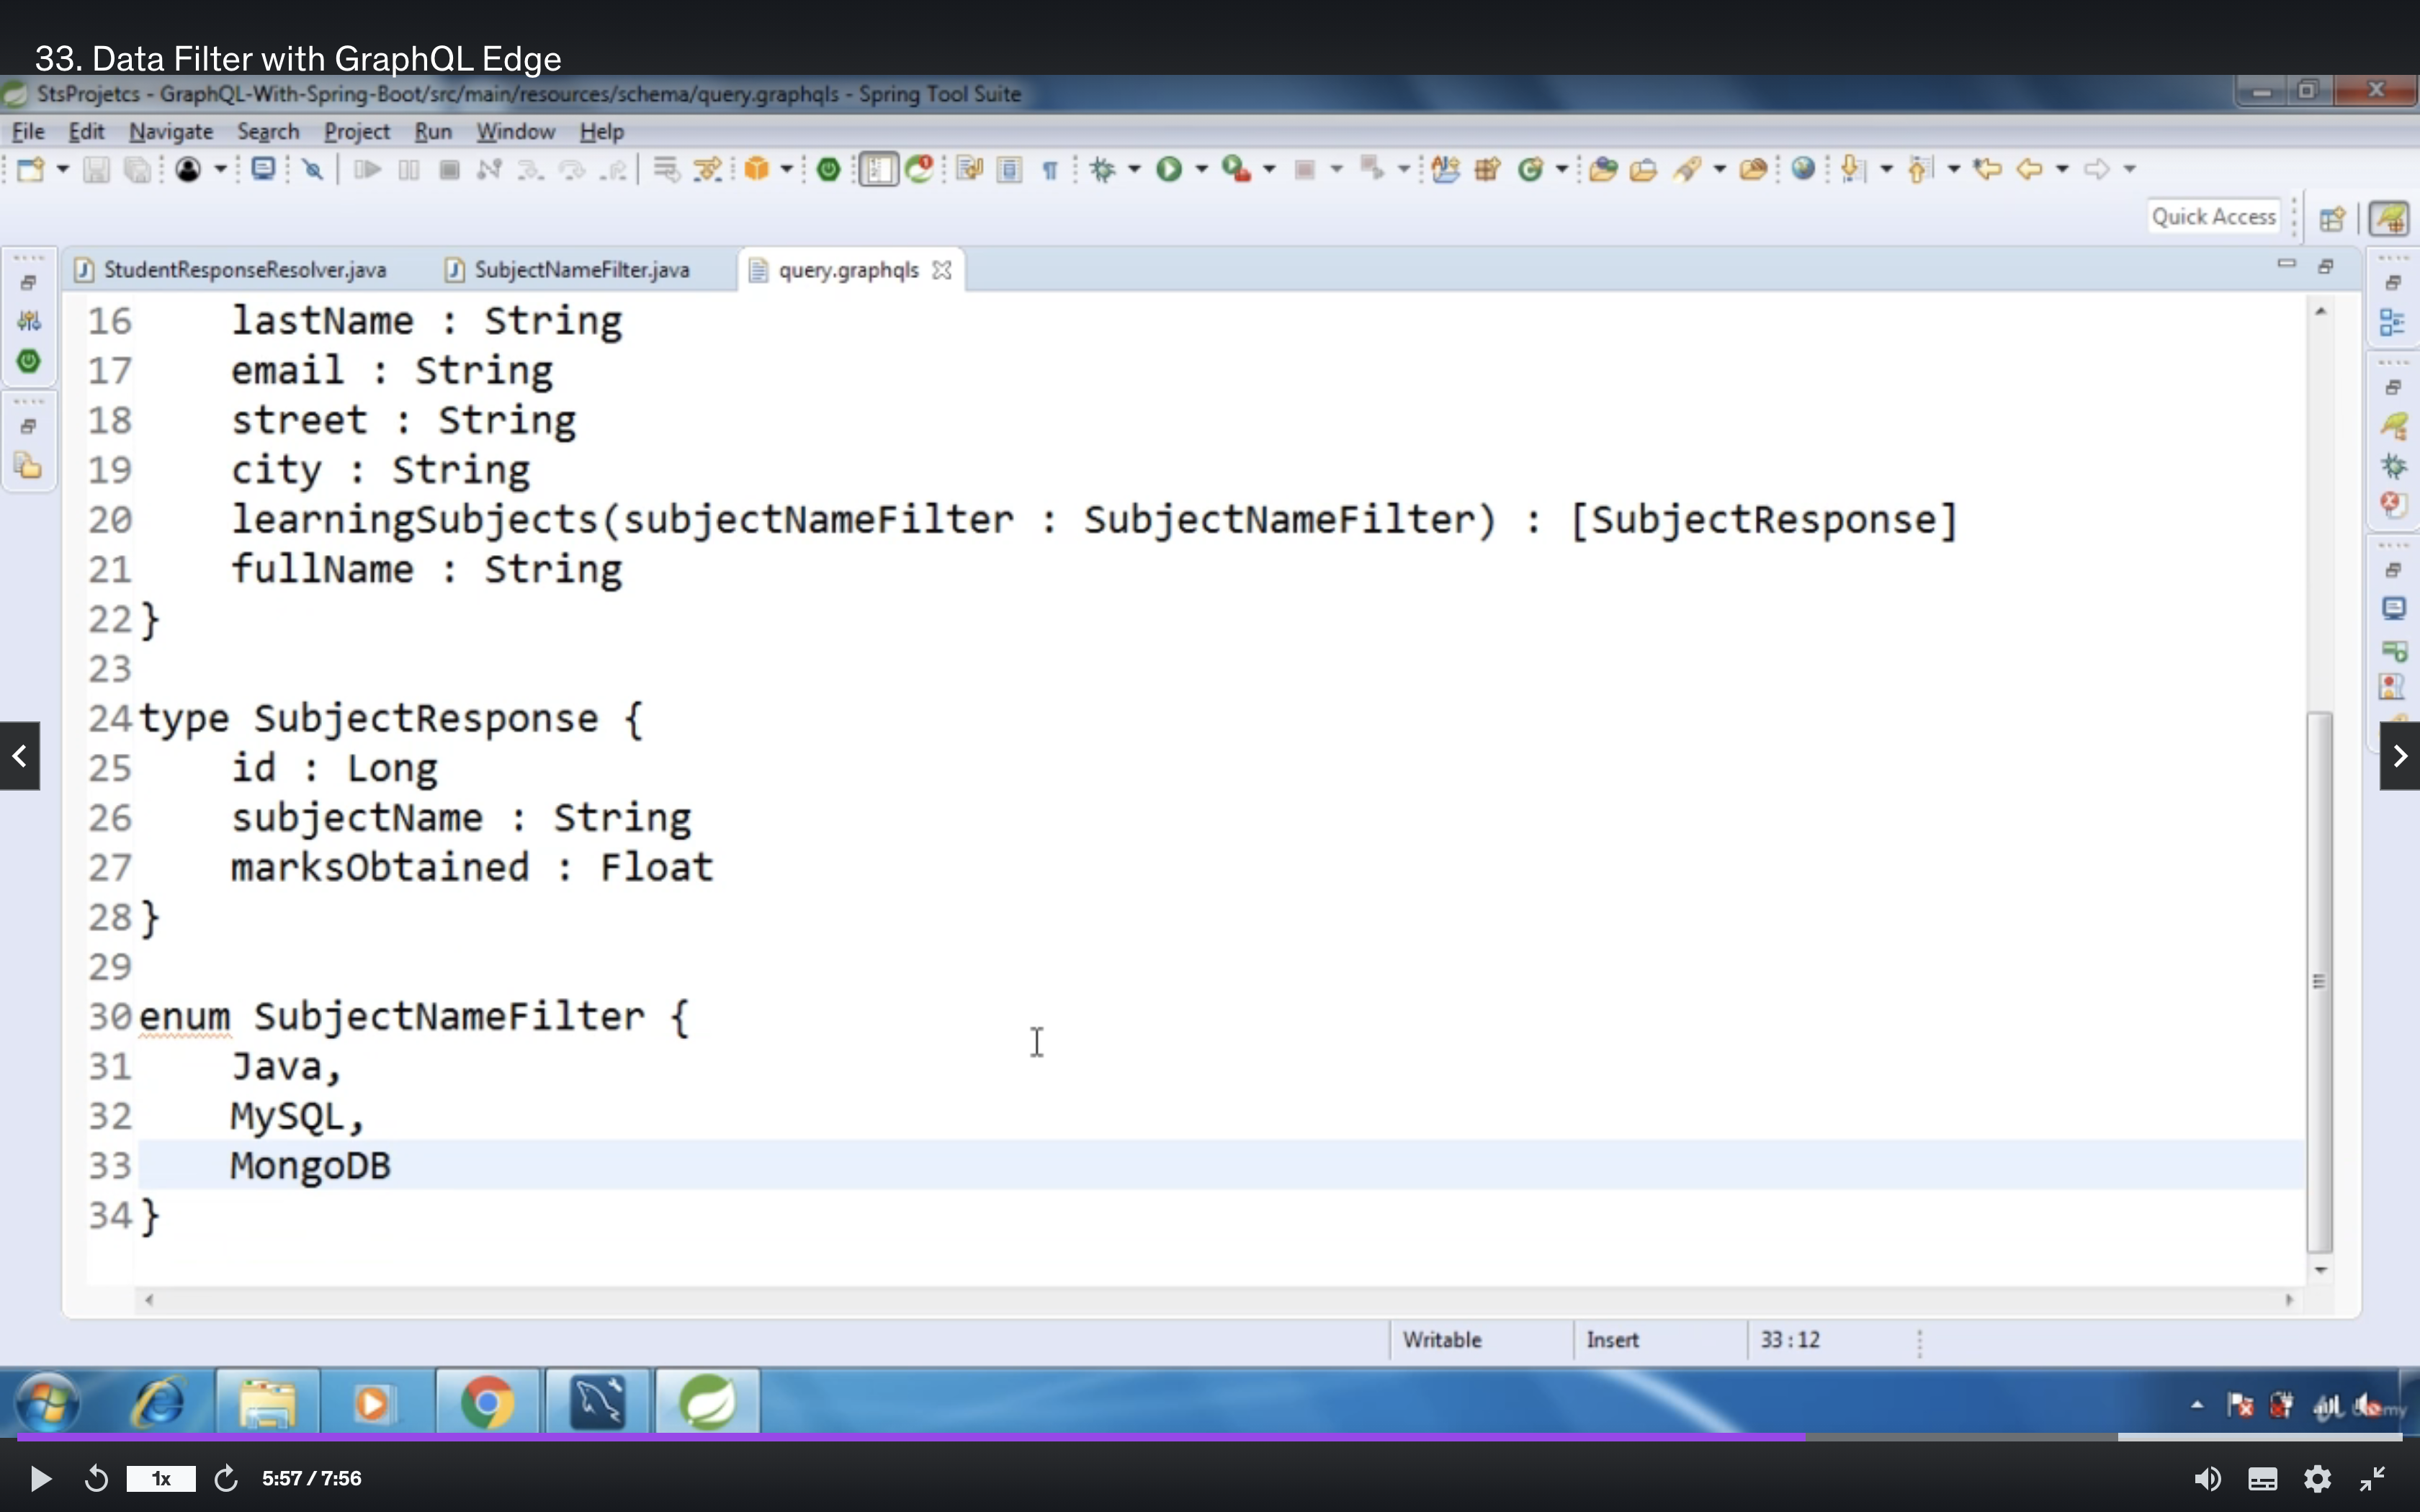 33. Data Filter with GraphQL Edge
StsProjetcs - GraphQL-With-Spring-Boot/src/main/resources/schema/query.graphqls - Spring Tool Suite
File Edit Navigate Search Project Run Window Help
Quick Access
StudentResponseResolver.java SubjectNameFilter.java query.graphqls
16 lastName : String
17 email : String
18 street : String
19 city : String
20 learningSubjects(subjectNameFilter : SubjectNameFilter) : [SubjectResponse]
21 fullName : String
22 }
23
24 type SubjectResponse {
25 id : Long
26 subjectName : String
27 marksObtained : Float
28 }
29
30 enum SubjectNameFilter {
31 Java,
32 MySQL,
33 MongoDB
34 }
Writable Insert 33 : 12
1x 5:57 / 7:56